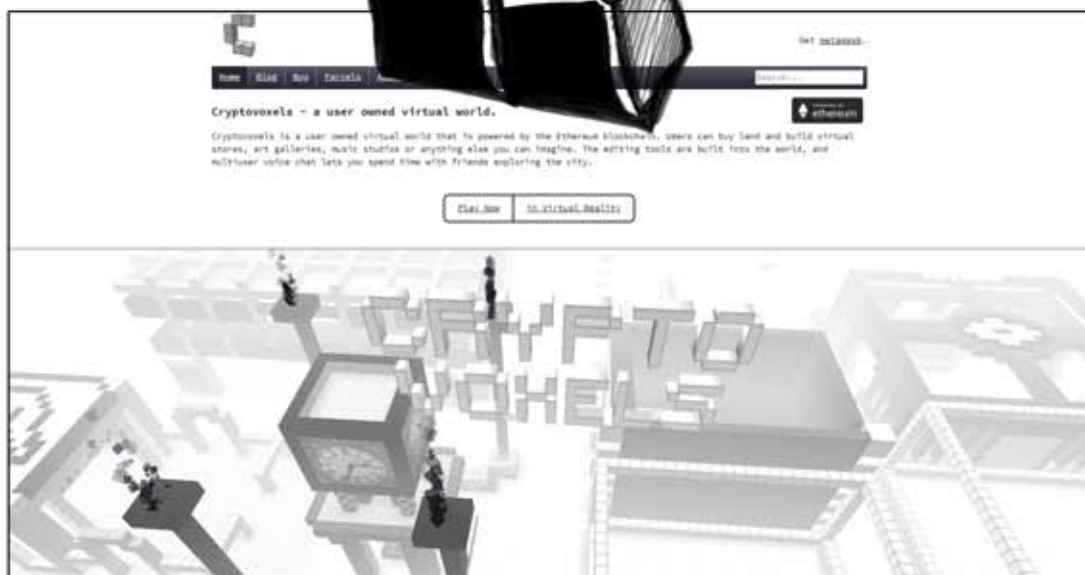 Get metamask.
Home Blog Buy Parcels
Search...
Cryptovoxels - a user owned virtual world.
ethereum
Cryptovoxels is a user owned virtual world that is powered by the Ethereum blockchain. Users can buy land and build virtual
stores, art galleries, music studios or anything else you can imagine. The editing tools are built into the world, and
multiuser voice chat lets you spend time with friends exploring the city.
Play Now in Virtual Reality
CRYPTO
VOXELS